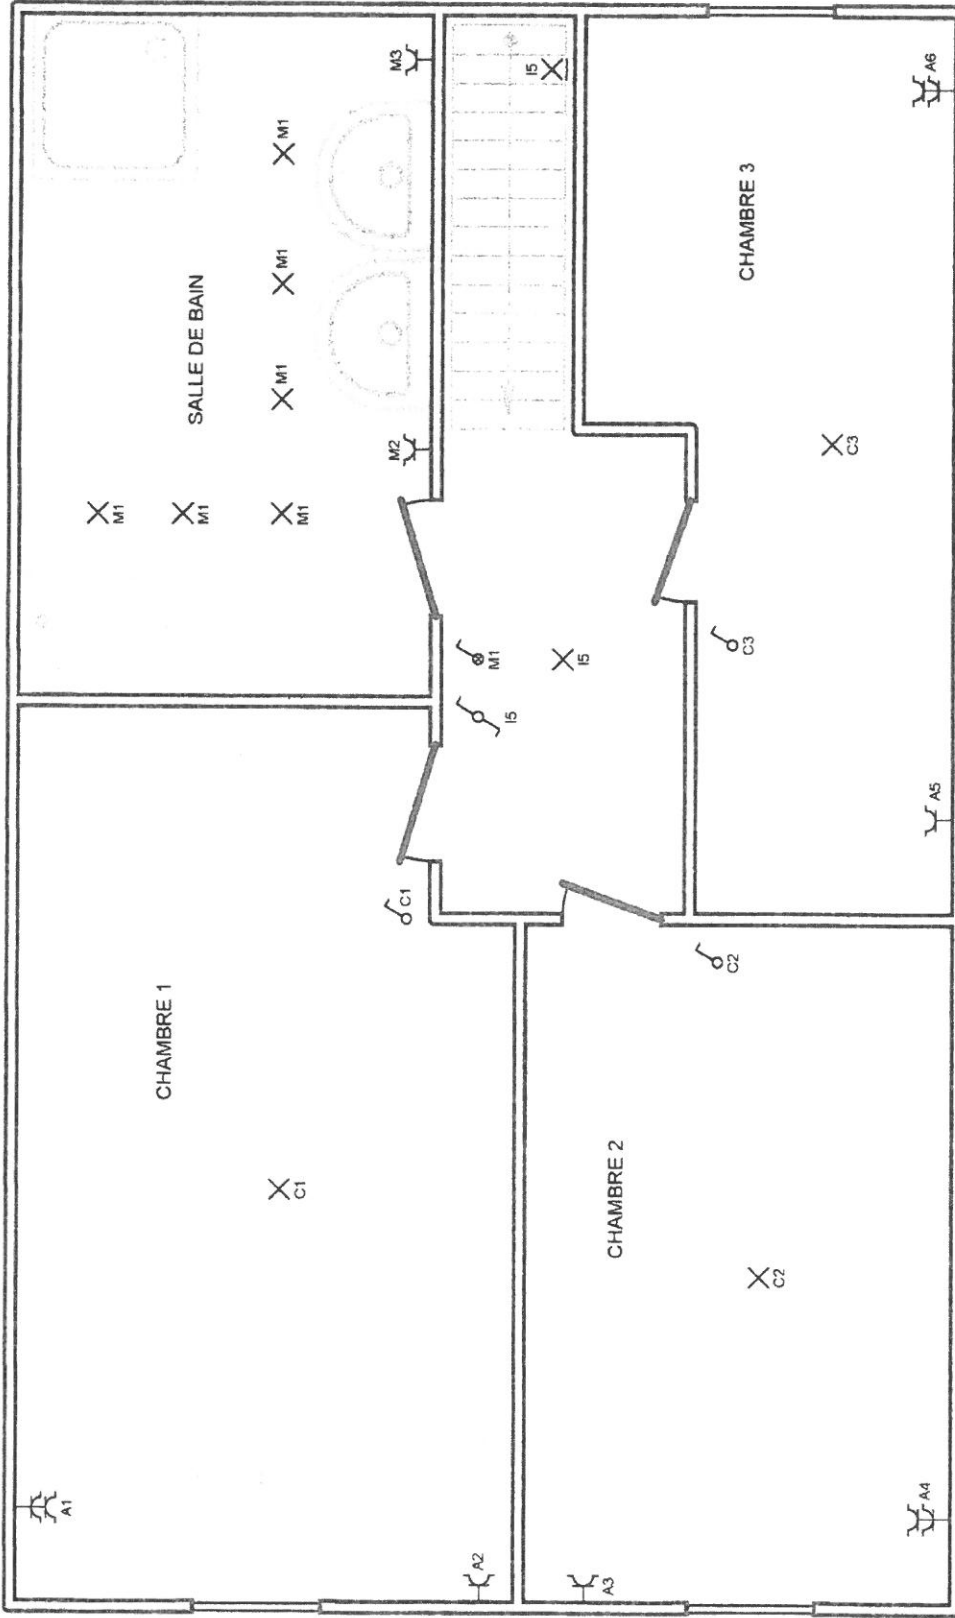 SALLE DE BAIN
M3
M1
M1
M1
M2
M1
M1
M1
I5
CHAMBRE 3
A6
C3
C3
A5
M1
I5
I5
CHAMBRE 1
C1
C1
A1
A2
CHAMBRE 2
C2
C2
A3
A4